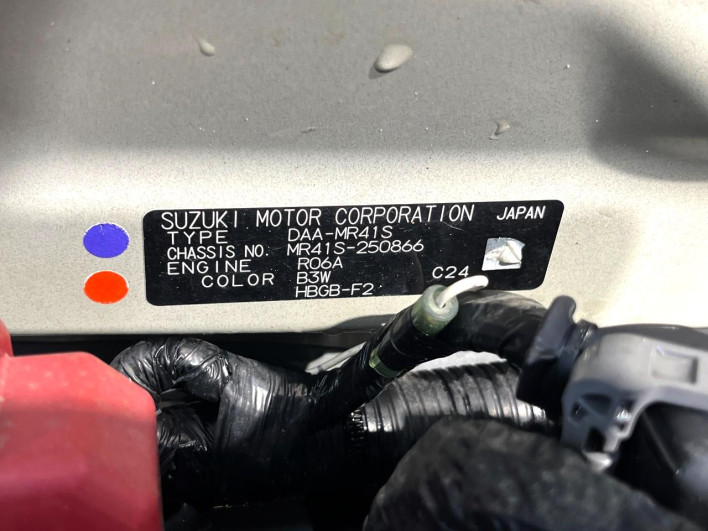 SUZUKI MOTOR CORPORATION JAPAN
TYPE DAA-MR41S
CHASSIS NO. MR41S-250866
ENGINE R06A
COLOR B3W C24
HBGB-F2